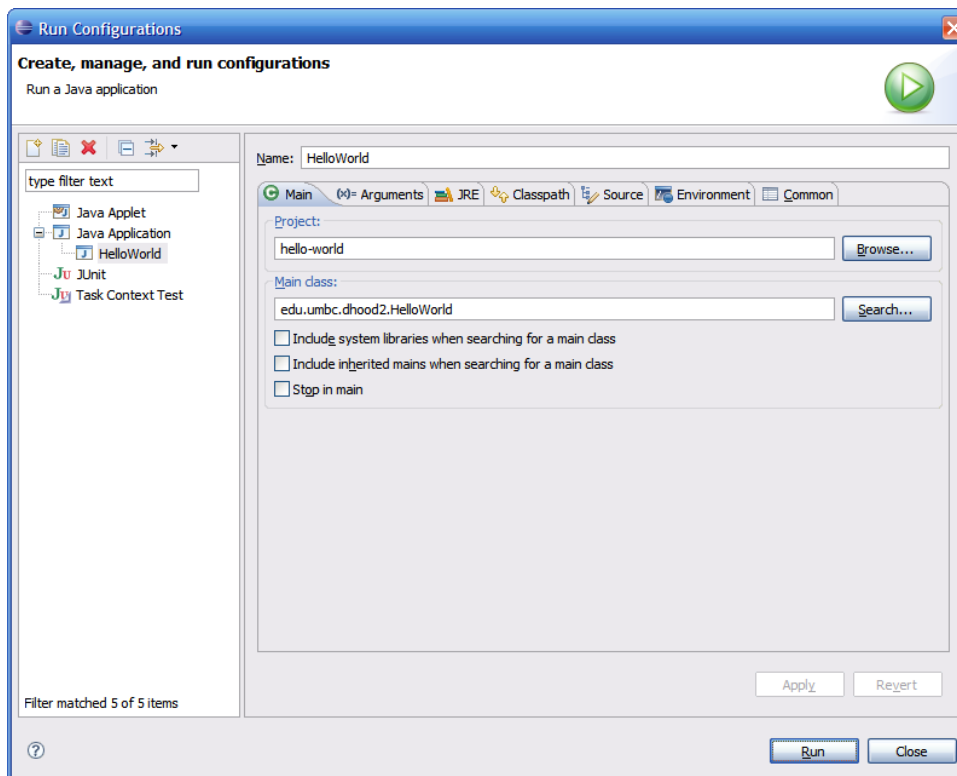 Run Configurations
Create, manage, and run configurations
Run a Java application
type filter text
Java Applet
Java Application
HelloWorld
JUnit
Task Context Test
Filter matched 5 of 5 items
Name: HelloWorld
Main (x)= Arguments JRE Classpath Source Environment Common
Project:
hello-world Browse...
Main class:
edu.umbc.dhood2.HelloWorld Search...
Include system libraries when searching for a main class
Include inherited mains when searching for a main class
Stop in main
Apply Revert
Run Close